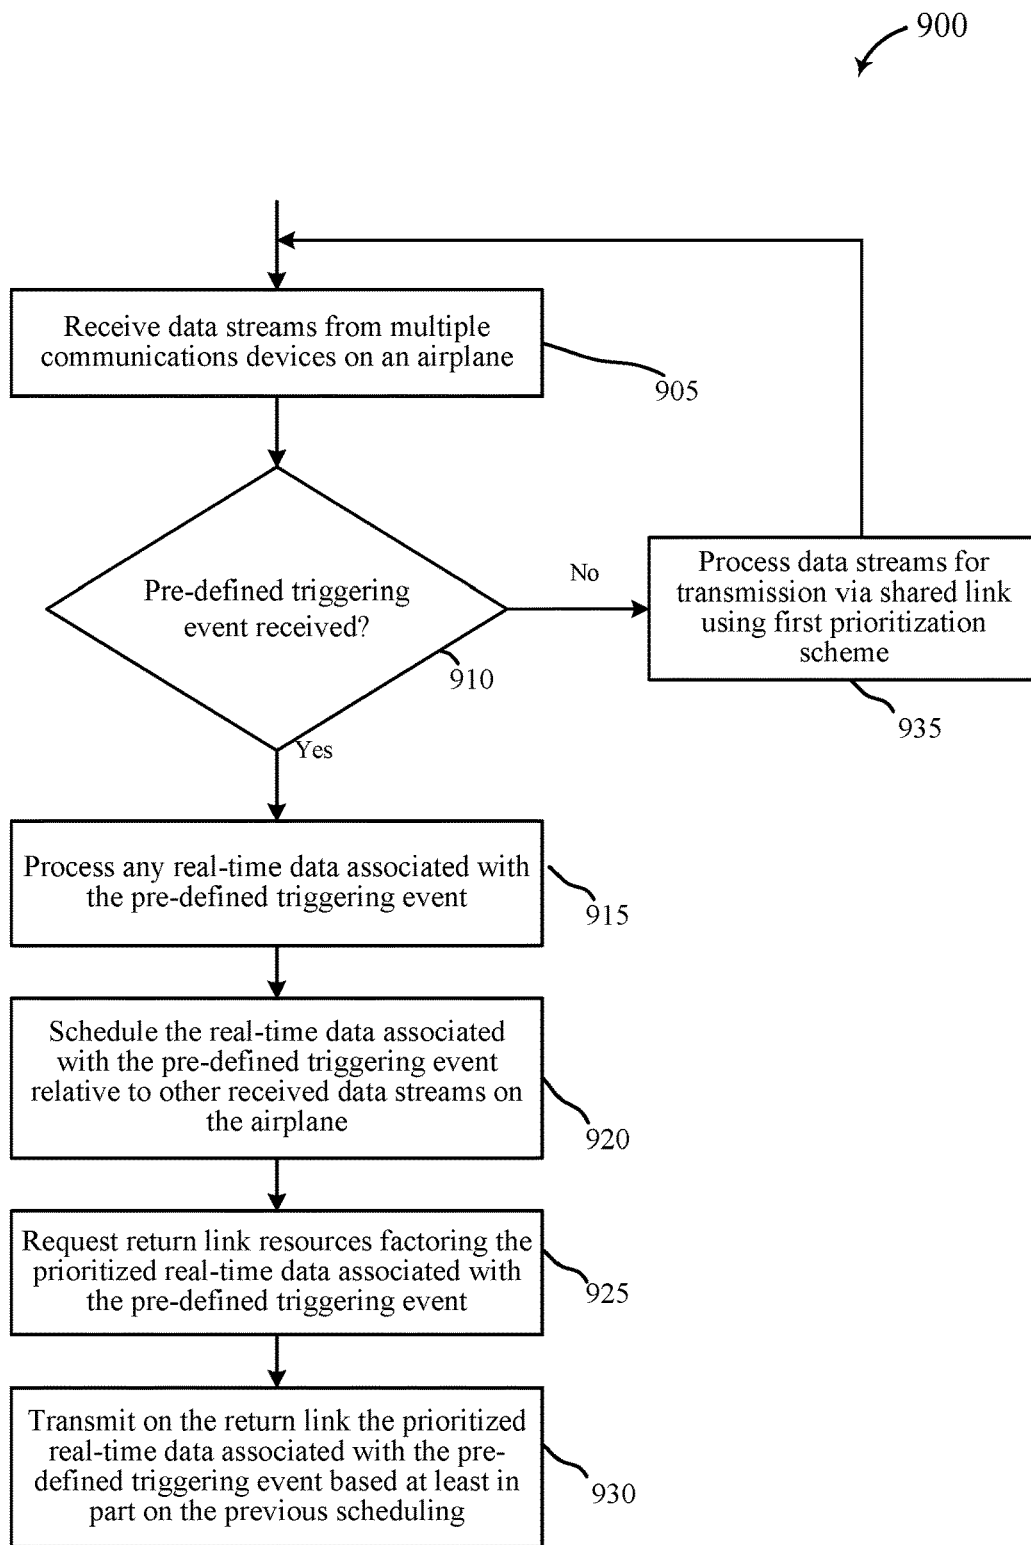 900
Receive data streams from multiple
communications devices on an airplane
905
Pre-defined triggering
event received?
910
No
Process data streams for
transmission via shared link
using first prioritization
scheme
935
Yes
Process any real-time data associated with
the pre-defined triggering event
915
Schedule the real-time data associated
with the pre-defined triggering event
relative to other received data streams on
the airplane
920
Request return link resources factoring the
prioritized real-time data associated with
the pre-defined triggering event
925
Transmit on the return link the prioritized
real-time data associated with the pre-
defined triggering event based at least in
part on the previous scheduling
930